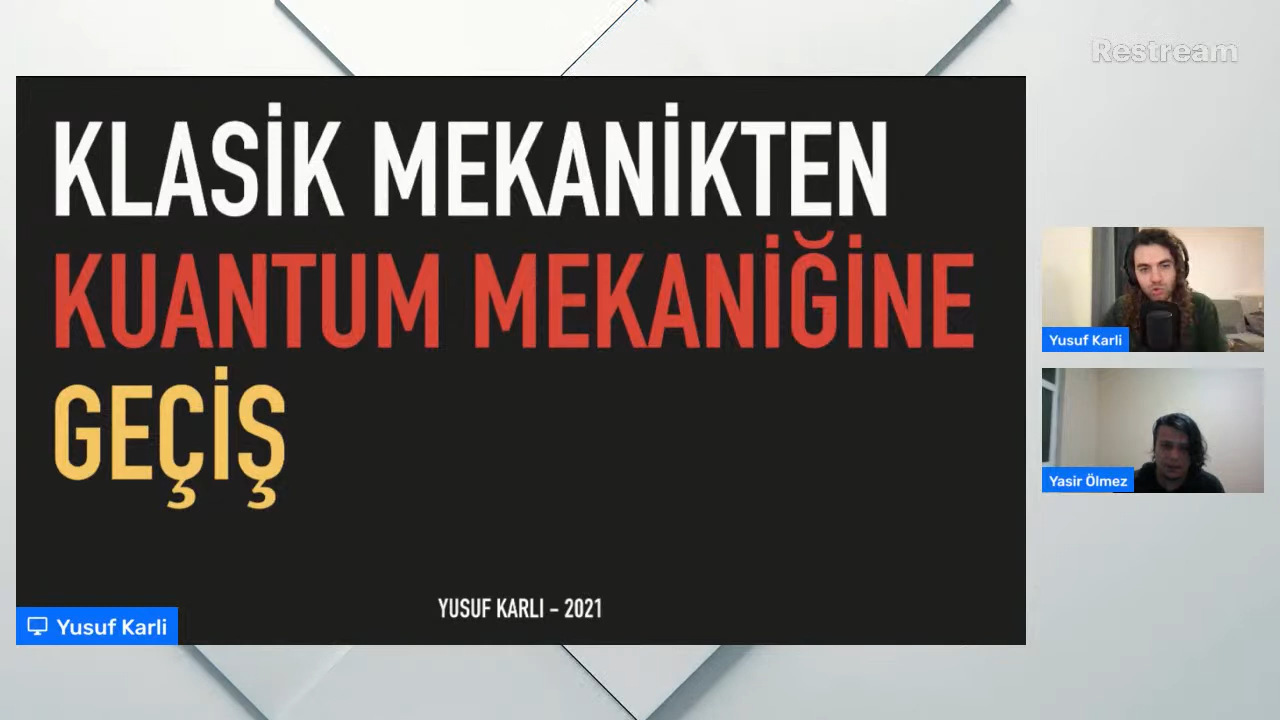 Restream
KLASİK MEKANİKTEN
KUANTUM MEKANİĞİNE
GEÇİŞ
YUSUF KARLI – 2021
Yusuf Karli
Yusuf Karli
Yasir Ölmez